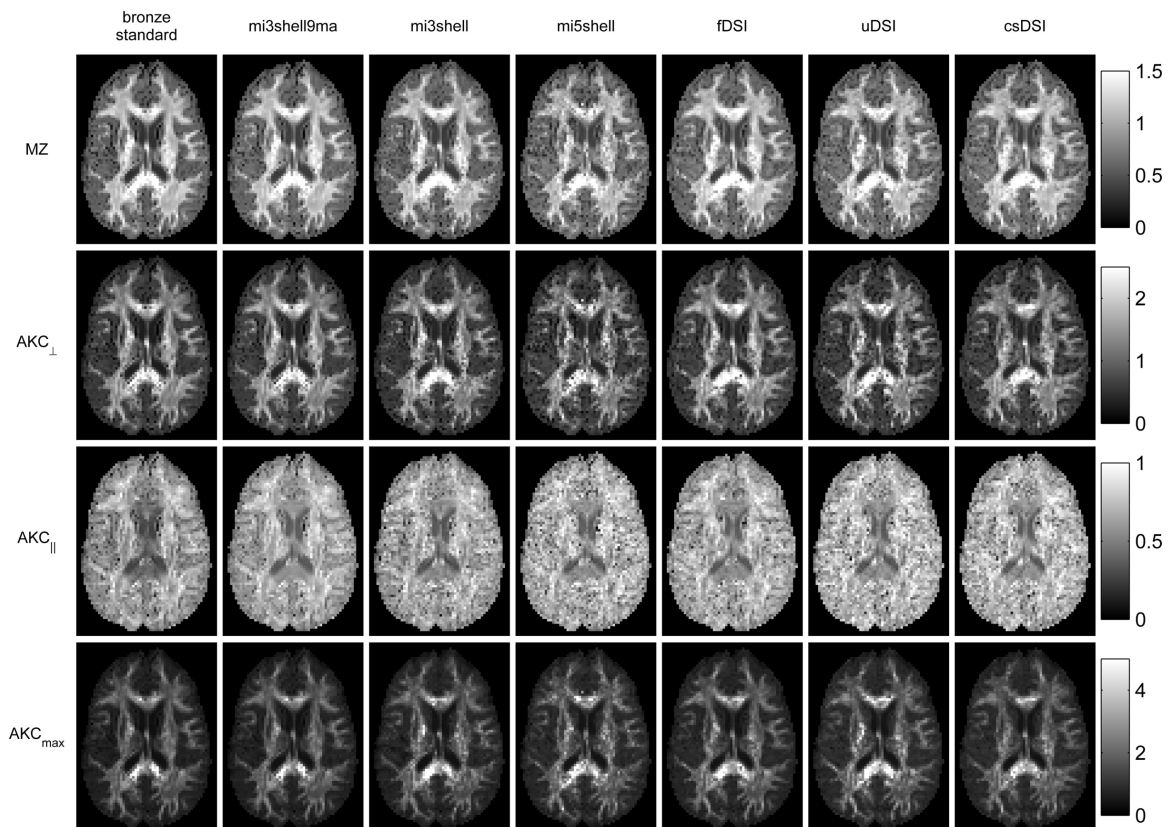 bronze
standard
mi3shell9ma
mi3shell
mi5shell
fDSI
uDSI
csDSI
MZ
1.5
1
0.5
0
AKC⊥
2
1
0
AKC||
1
0.5
0
AKCmax
4
2
0